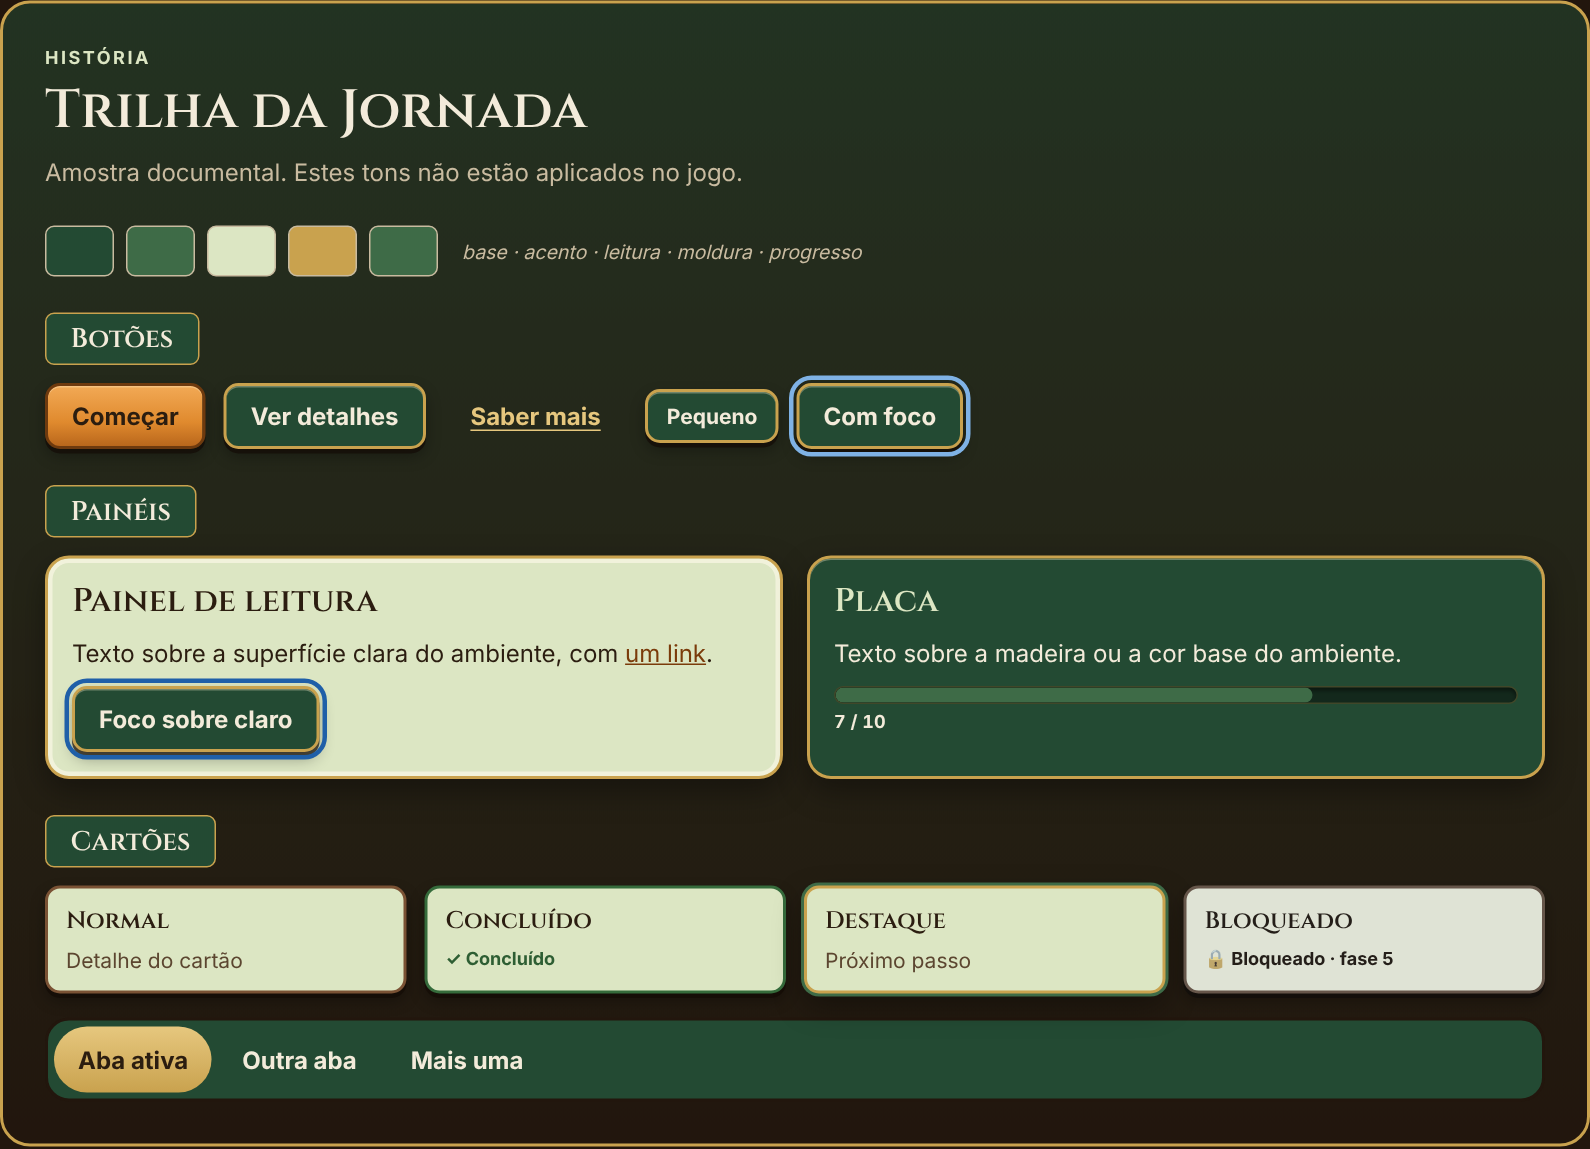 HISTÓRIA
Trilha da Jornada
Amostra documental. Estes tons não estão aplicados no jogo.
base · acento · leitura · moldura · progresso
Botões
Começar
Ver detalhes
Saber mais
Pequeno
Com foco
Painéis
Painel de leitura
Texto sobre a superfície clara do ambiente, com um link.
Foco sobre claro
Placa
Texto sobre a madeira ou a cor base do ambiente.
7 / 10
Cartões
Normal
Detalhe do cartão
Concluído
✓ Concluído
Destaque
Próximo passo
Bloqueado
🔒 Bloqueado · fase 5
Aba ativa
Outra aba
Mais uma